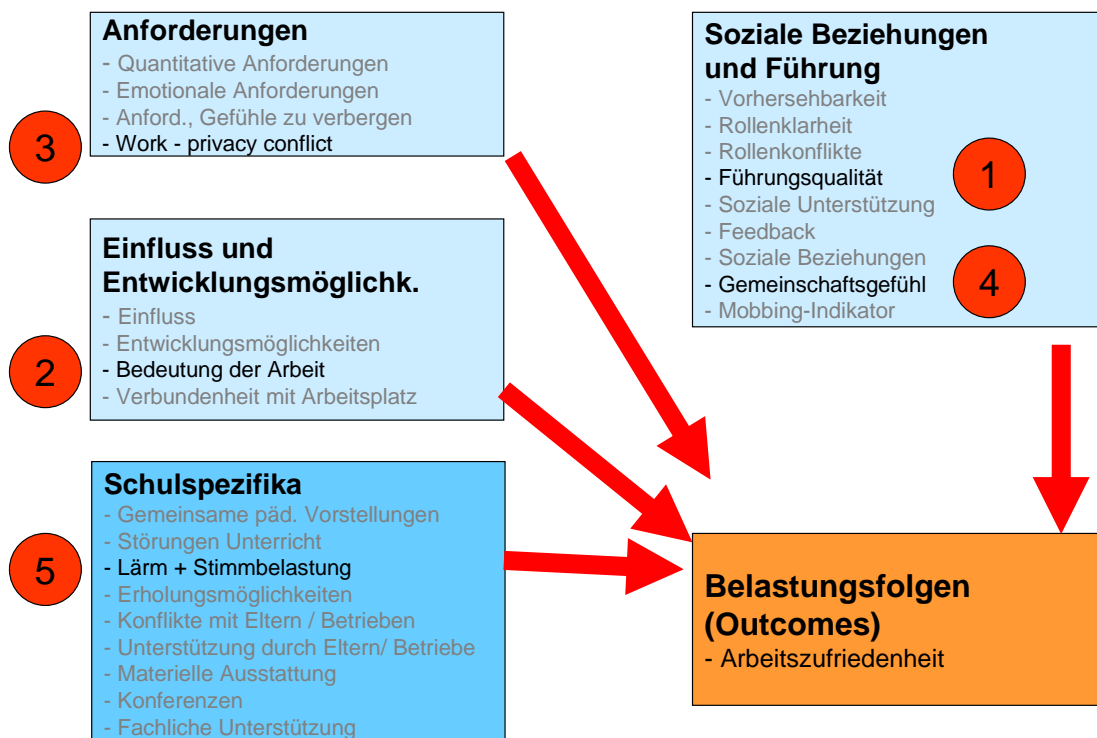 Anforderungen
- Quantitative Anforderungen
- Emotionale Anforderungen
- Anford., Gefühle zu verbergen
- Work - privacy conflict
3
Soziale Beziehungen
und Führung
- Vorhersehbarkeit
- Rollenklarheit
- Rollenkonflikte
- Führungsqualität
- Soziale Unterstützung
- Feedback
- Soziale Beziehungen
- Gemeinschaftsgefühl
- Mobbing-Indikator
1
4
Einfluss und
Entwicklungsmöglichk.
- Einfluss
- Entwicklungsmöglichkeiten
- Bedeutung der Arbeit
- Verbundenheit mit Arbeitsplatz
2
Schulspezifika
- Gemeinsame päd. Vorstellungen
- Störungen Unterricht
- Lärm + Stimmbelastung
- Erholungsmöglichkeiten
- Konflikte mit Eltern / Betrieben
- Unterstützung durch Eltern/ Betriebe
- Materielle Ausstattung
- Konferenzen
- Fachliche Unterstützung
5
Belastungsfolgen
(Outcomes)
- Arbeitszufriedenheit